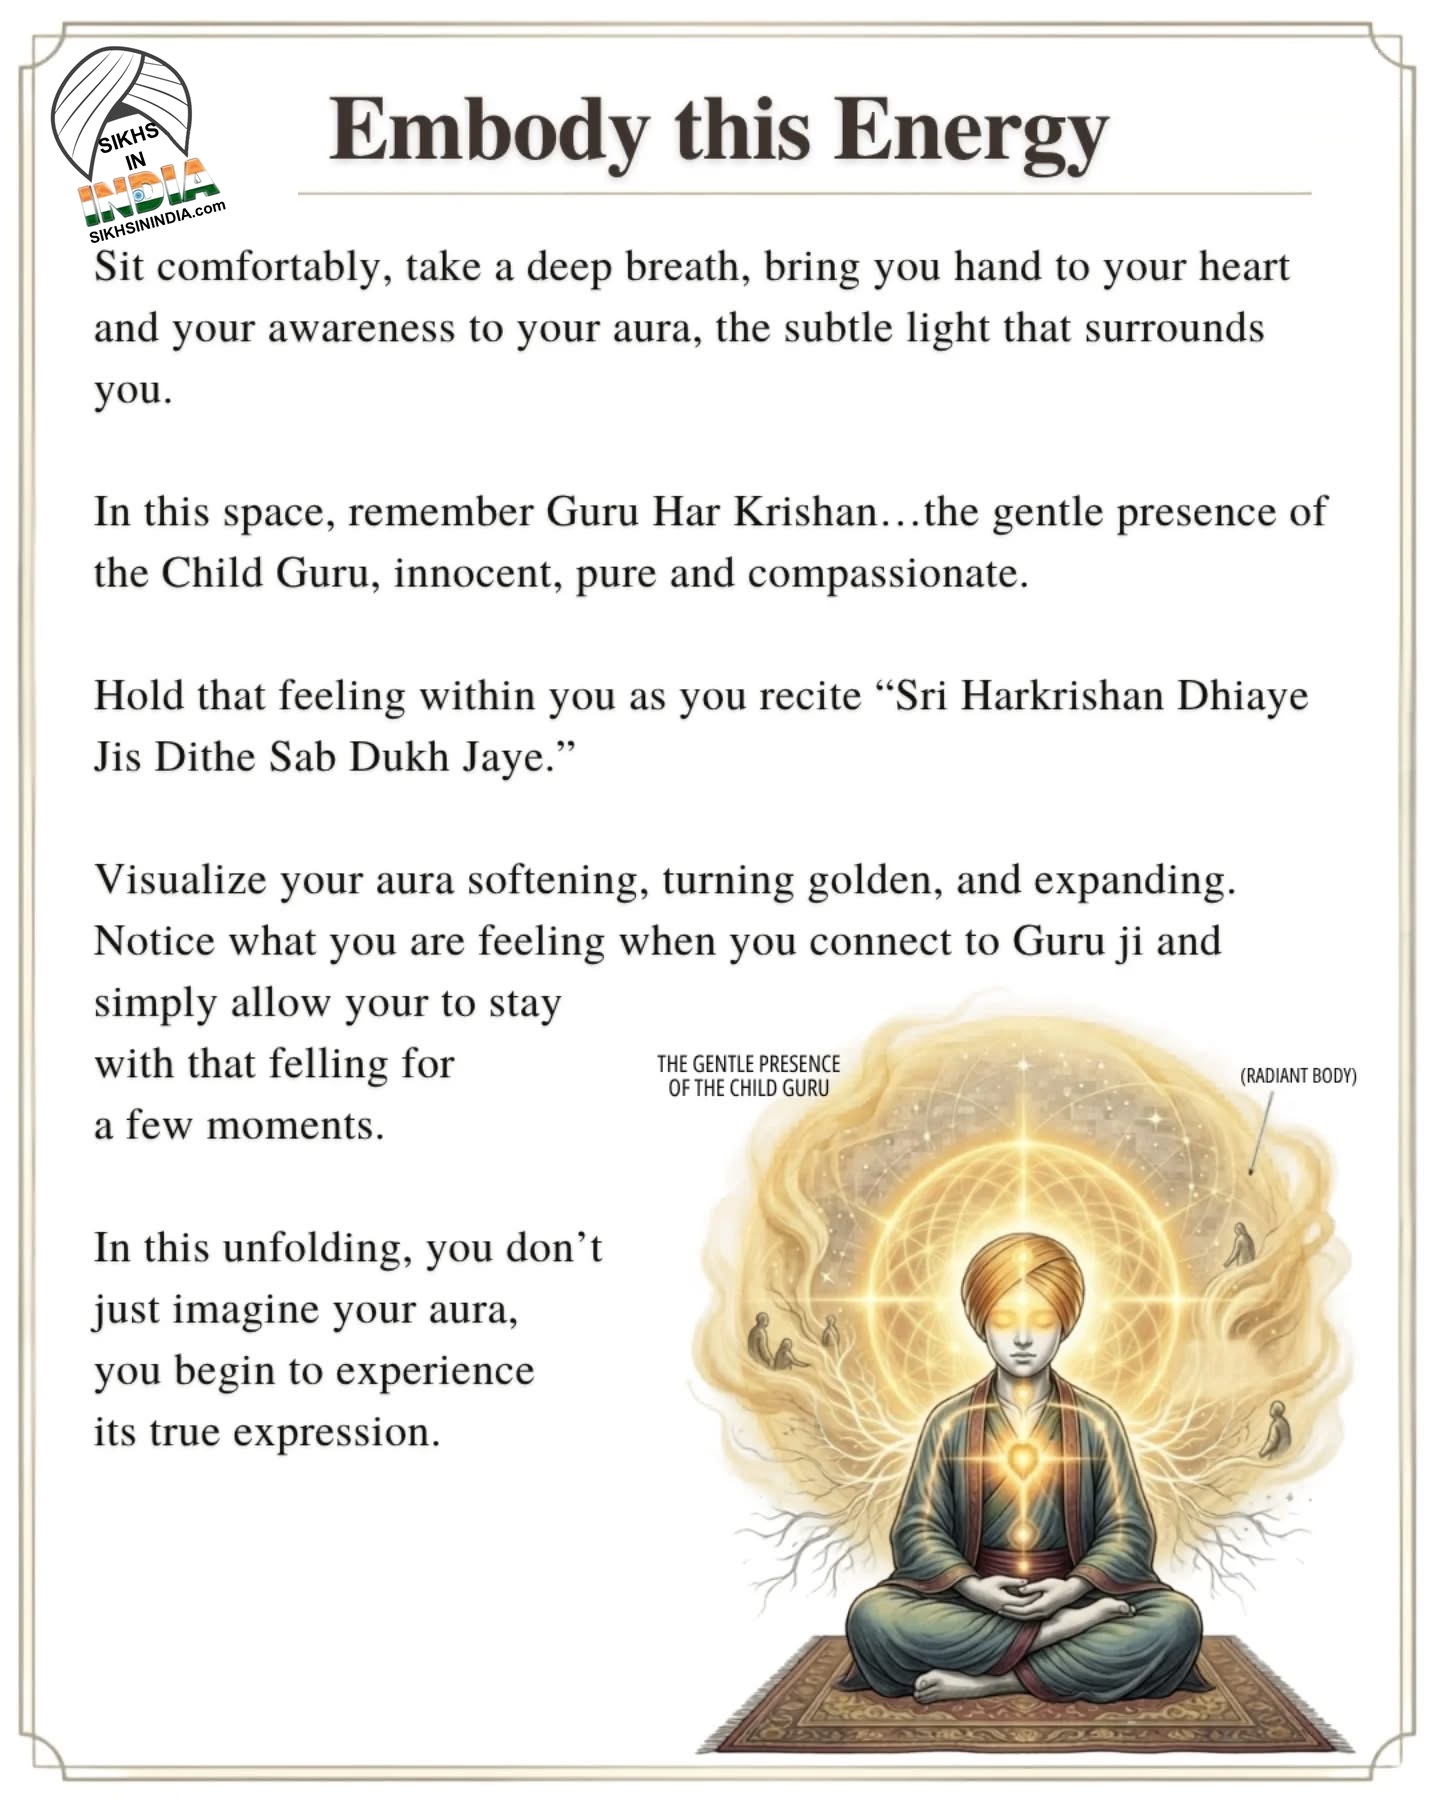 SIKHS
IN
INDIA
SIKHSININDIA.com
Embody this Energy
Sit comfortably, take a deep breath, bring you hand to your heart
and your awareness to your aura, the subtle light that surrounds
you.
In this space, remember Guru Har Krishan…the gentle presence of
the Child Guru, innocent, pure and compassionate.
Hold that feeling within you as you recite “Sri Harkrishan Dhiaye
Jis Dithe Sab Dukh Jaye.”
Visualize your aura softening, turning golden, and expanding.
Notice what you are feeling when you connect to Guru ji and
simply allow your to stay
with that felling for
a few moments.
In this unfolding, you don’t
just imagine your aura,
you begin to experience
its true expression.
THE GENTLE PRESENCE
OF THE CHILD GURU
(RADIANT BODY)